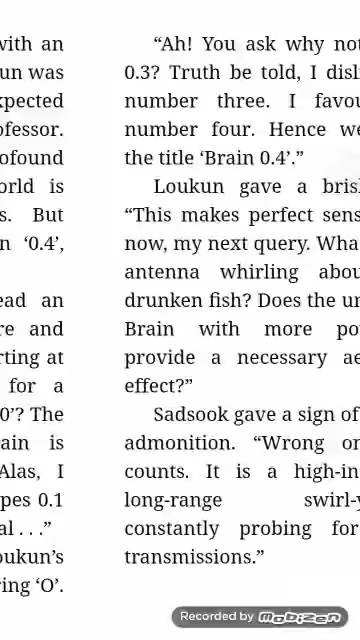 with an
un was
xpected
ofessor.
ofound
orld is
s. But
n ‘0.4’,
ead an
re and
rting at
for a
0’? The
ain is
Alas, I
pes 0.1
al . . .”
oukun’s
ring ‘O’.
“Ah! You ask why not
0.3? Truth be told, I disl
number three. I favou
number four. Hence we
the title ‘Brain 0.4’.”
Loukun gave a bris
“This makes perfect sens
now, my next query. Wha
antenna whirling abou
drunken fish? Does the un
Brain with more po
provide a necessary ae
effect?”
Sadsook gave a sign of
admonition. “Wrong on
counts. It is a high-in
long-range swirl-y
constantly probing for
transmissions.”
Recorded by Mobizen